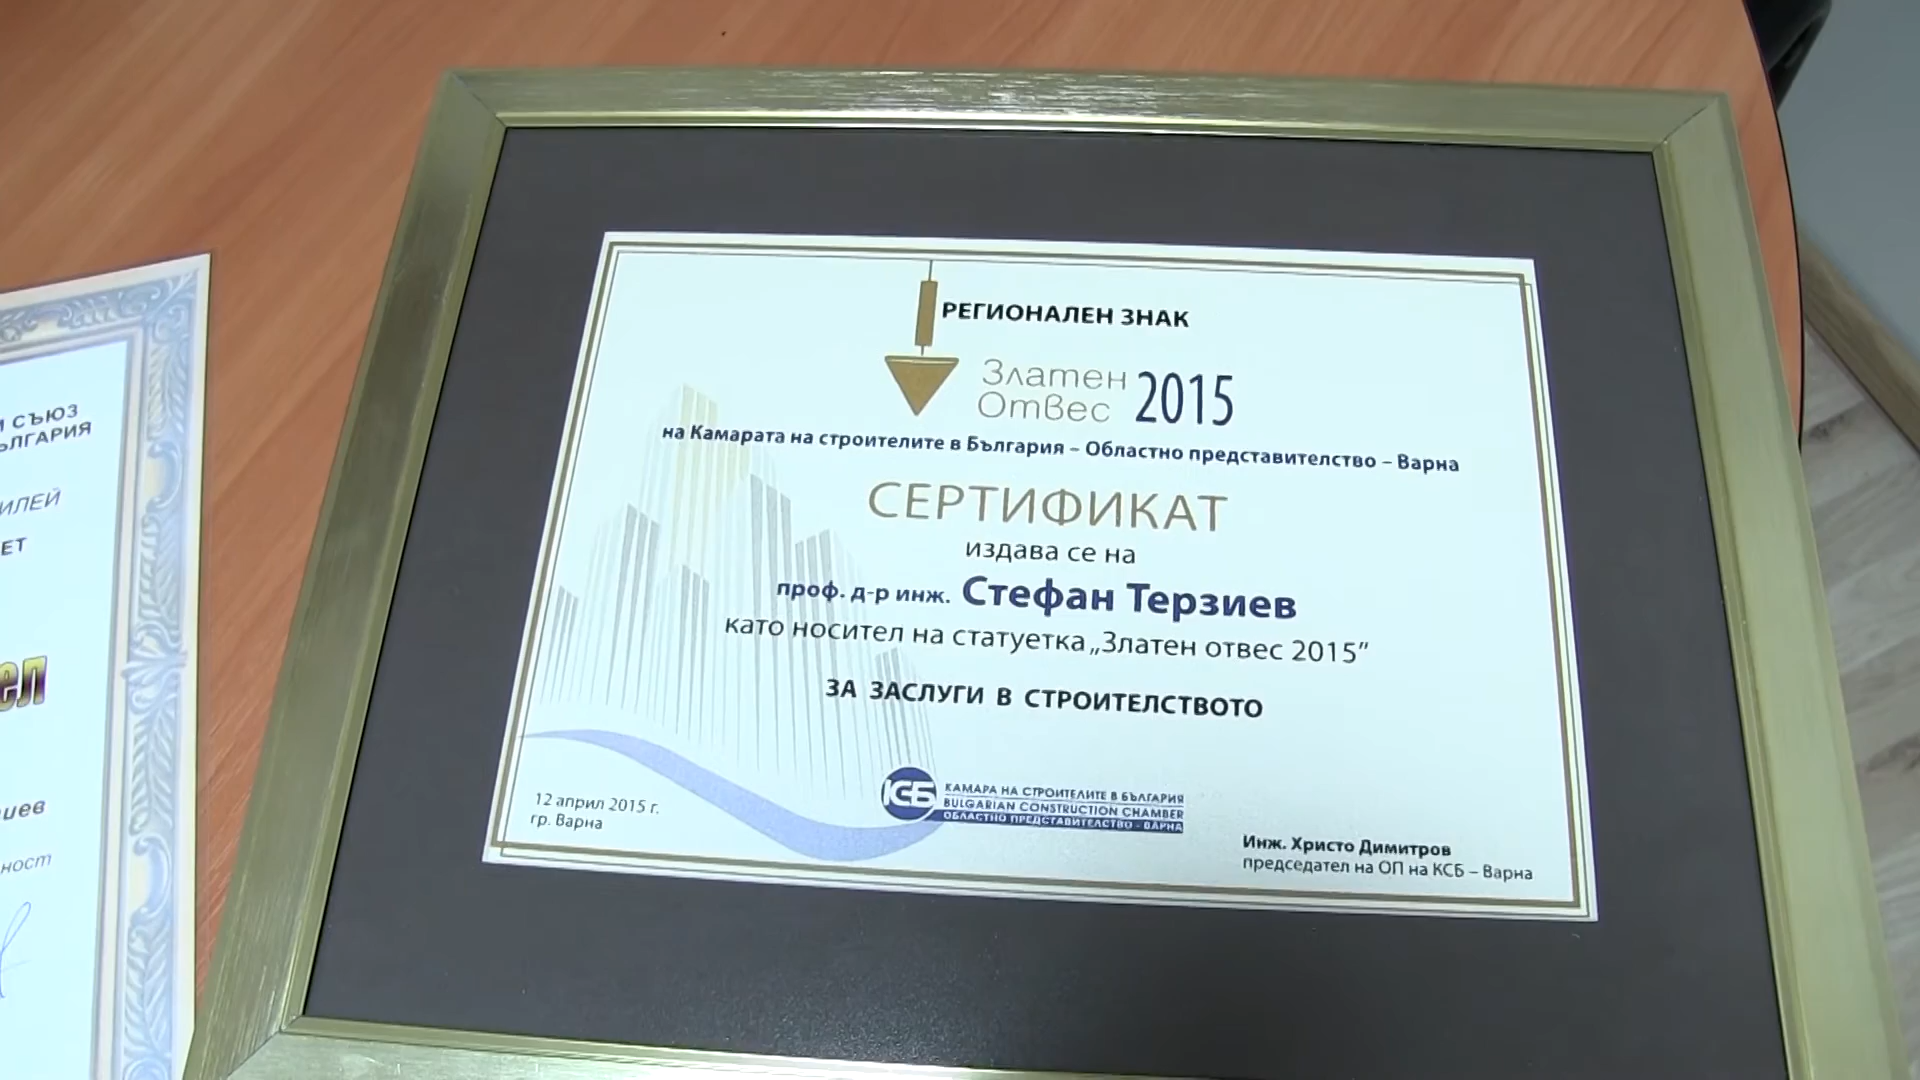 РЕГИОНАЛЕН ЗНАК
Златен
Отвес 2015
на Камарата на строителите в България – Областно представителство – Варна
СЕРТИФИКАТ
издава се на
проф. д-р инж. Стефан Терзиев
като носител на статуетка „Златен отвес 2015”
ЗА ЗАСЛУГИ В СТРОИТЕЛСТВОТО
КСБ
КАМАРА НА СТРОИТЕЛИТЕ В БЪЛГАРИЯ
BULGARIAN CONSTRUCTION CHAMBER
ОБЛАСТНО ПРЕДСТАВИТЕЛСТВО - ВАРНА
12 април 2015 г.
гр. Варна
Инж. Христо Димитров
председател на ОП на КСБ – Варна
СЪЮЗ